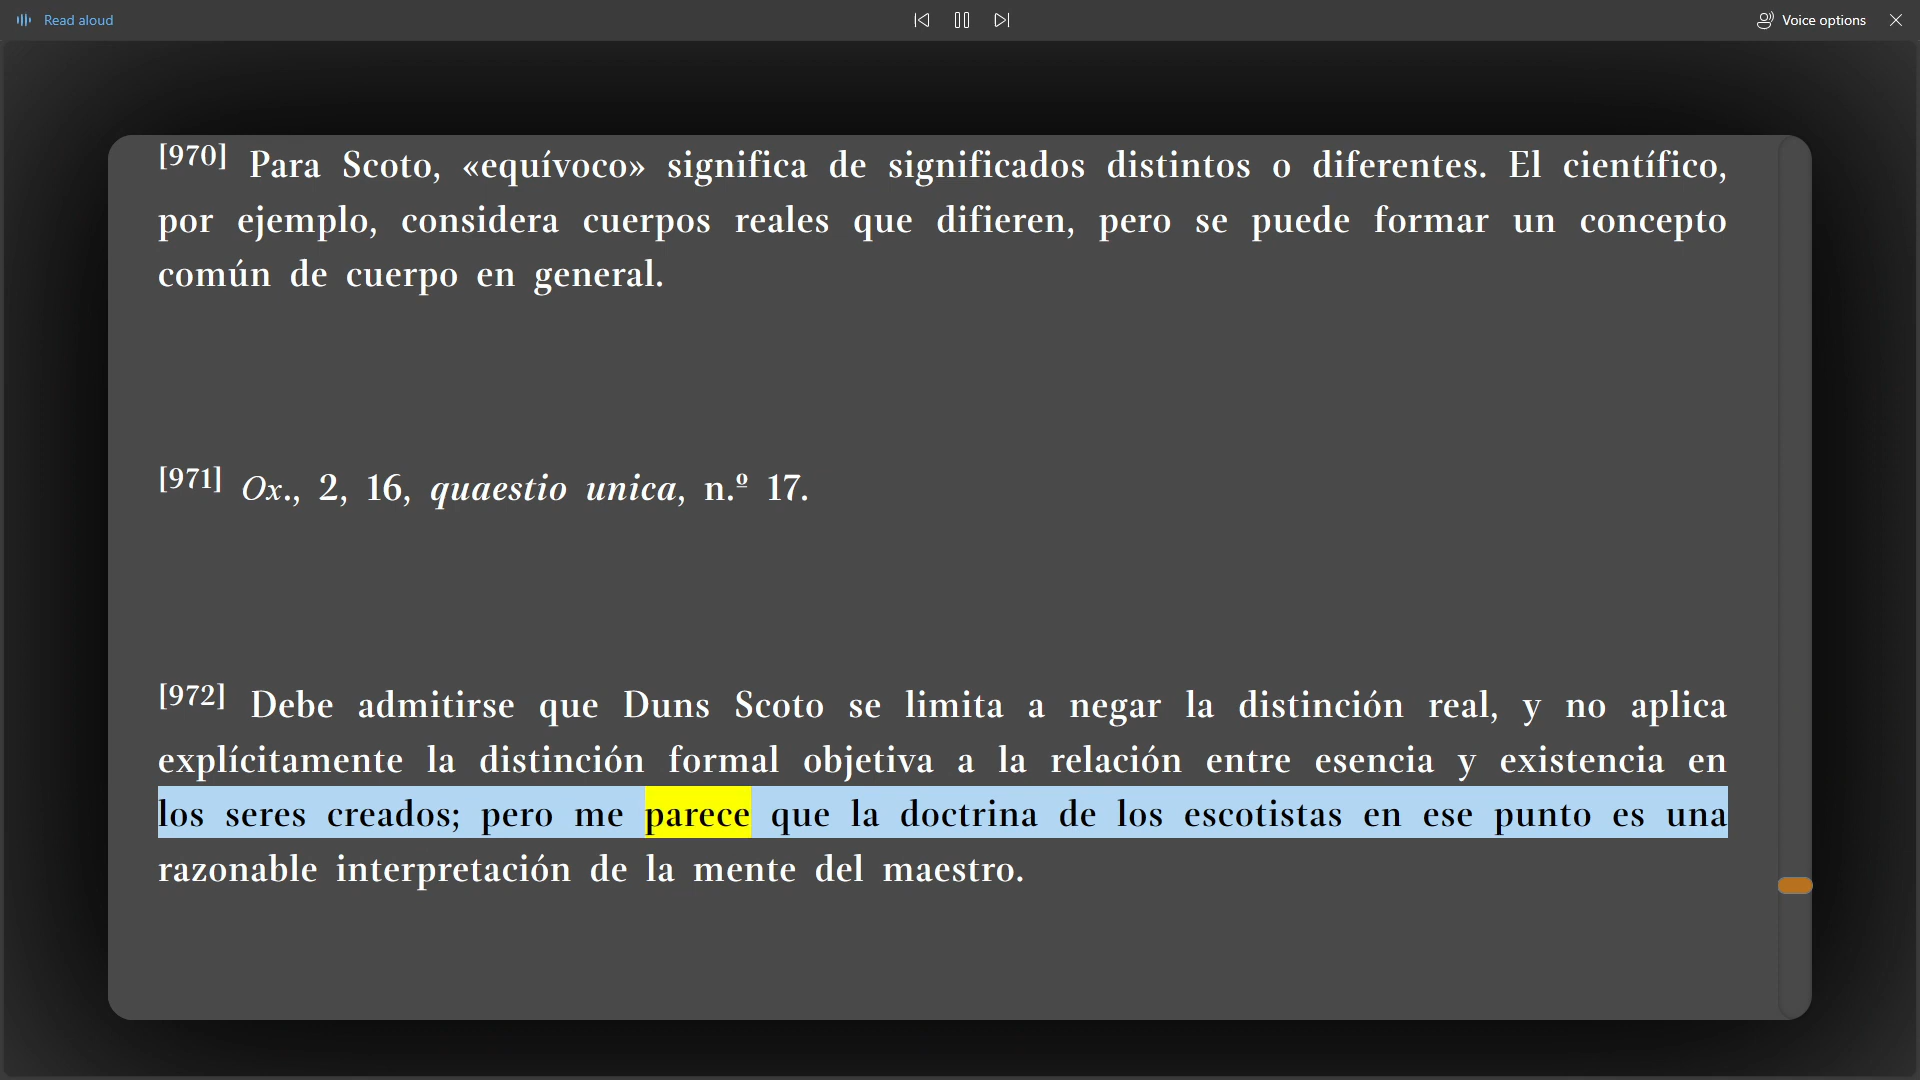 Read aloud
Voice options
[970] Para Scoto, «equívoco» significa de significados distintos o diferentes. El científico,
por ejemplo, considera cuerpos reales que difieren, pero se puede formar un concepto
común de cuerpo en general.
[971] Ox., 2, 16, quaestio unica, n.º 17.
[972] Debe admitirse que Duns Scoto se limita a negar la distinción real, y no aplica
explícitamente la distinción formal objetiva a la relación entre esencia y existencia en
los seres creados; pero me parece que la doctrina de los escotistas en ese punto es una
razonable interpretación de la mente del maestro.